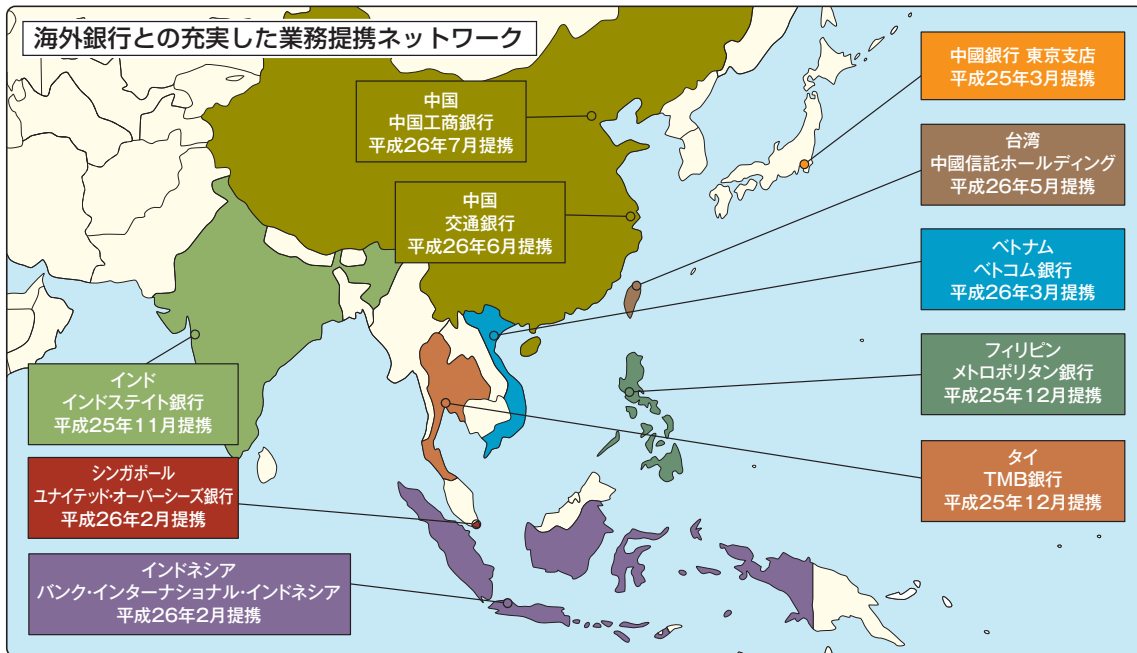 海外銀行との充実した業務提携ネットワーク
中國銀行 東京支店
平成25年3月提携
中国
中国工商銀行
平成26年7月提携
台湾
中國信託ホールディング
平成26年5月提携
中国
交通銀行
平成26年6月提携
ベトナム
ベトコム銀行
平成26年3月提携
フィリピン
メトロポリタン銀行
平成25年12月提携
インド
インドステイト銀行
平成25年11月提携
タイ
TMB銀行
平成25年12月提携
シンガポール
ユナイテッド・オーバーシーズ銀行
平成26年2月提携
インドネシア
バンク・インターナショナル・インドネシア
平成26年2月提携